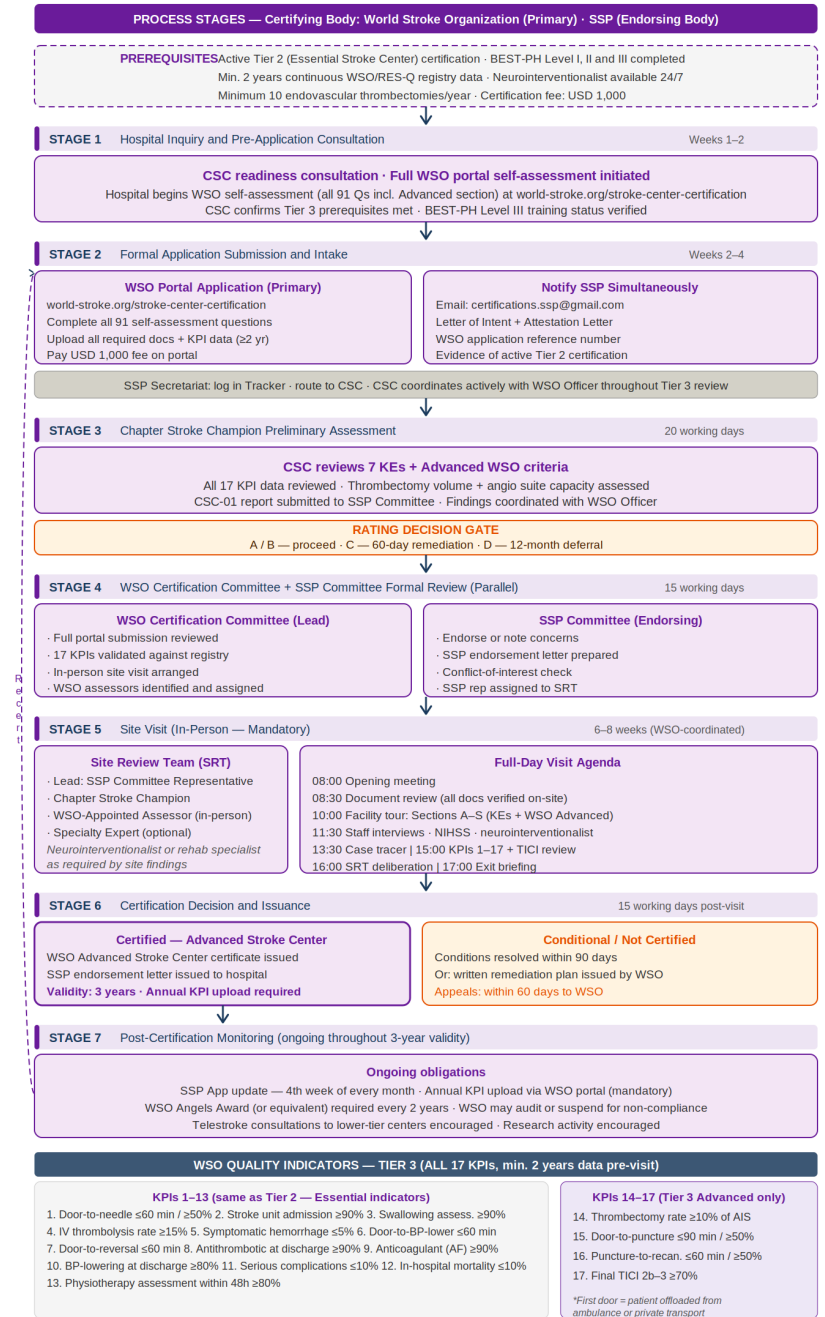 PROCESS STAGES — Certifying Body: World Stroke Organization (Primary) · SSP (Endorsing Body)
PREREQUISITES Active Tier 2 (Essential Stroke Center) certification · BEST-PH Level I, II and III completed
Min. 2 years continuous WSO/RES-Q registry data · Neurointerventionalist available 24/7
Minimum 10 endovascular thrombectomies/year · Certification fee: USD 1,000
STAGE 1 Hospital Inquiry and Pre-Application Consultation Weeks 1–2
CSC readiness consultation · Full WSO portal self-assessment initiated
Hospital begins WSO self-assessment (all 91 Qs incl. Advanced section) at world-stroke.org/stroke-center-certification
CSC confirms Tier 3 prerequisites met · BEST-PH Level III training status verified
STAGE 2 Formal Application Submission and Intake Weeks 2–4
WSO Portal Application (Primary)
world-stroke.org/stroke-center-certification
Complete all 91 self-assessment questions
Upload all required docs + KPI data (≥2 yr)
Pay USD 1,000 fee on portal
Notify SSP Simultaneously
Email: certifications.ssp@gmail.com
Letter of Intent + Attestation Letter
WSO application reference number
Evidence of active Tier 2 certification
SSP Secretariat: log in Tracker · route to CSC · CSC coordinates actively with WSO Officer throughout Tier 3 review
STAGE 3 Chapter Stroke Champion Preliminary Assessment 20 working days
CSC reviews 7 KEs + Advanced WSO criteria
All 17 KPI data reviewed · Thrombectomy volume + angio suite capacity assessed
CSC-01 report submitted to SSP Committee · Findings coordinated with WSO Officer
RATING DECISION GATE
A / B — proceed · C — 60-day remediation · D — 12-month deferral
STAGE 4 WSO Certification Committee + SSP Committee Formal Review (Parallel) 15 working days
WSO Certification Committee (Lead)
· Full portal submission reviewed
· 17 KPIs validated against registry
· In-person site visit arranged
· WSO assessors identified and assigned
SSP Committee (Endorsing)
· Endorse or note concerns
· SSP endorsement letter prepared
· Conflict-of-interest check
· SSP rep assigned to SRT
Recert
STAGE 5 Site Visit (In-Person — Mandatory) 6–8 weeks (WSO-coordinated)
Site Review Team (SRT)
· Lead: SSP Committee Representative
· Chapter Stroke Champion
· WSO-Appointed Assessor (in-person)
· Specialty Expert (optional)
Neurointerventionalist or rehab specialist
as required by site findings
Full-Day Visit Agenda
08:00 Opening meeting
08:30 Document review (all docs verified on-site)
10:00 Facility tour: Sections A–S (KEs + WSO Advanced)
11:30 Staff interviews · NIHSS · neurointerventionalist
13:30 Case tracer | 15:00 KPIs 1–17 + TICI review
16:00 SRT deliberation | 17:00 Exit briefing
STAGE 6 Certification Decision and Issuance 15 working days post-visit
Certified — Advanced Stroke Center
WSO Advanced Stroke Center certificate issued
SSP endorsement letter issued to hospital
Validity: 3 years · Annual KPI upload required
Conditional / Not Certified
Conditions resolved within 90 days
Or: written remediation plan issued by WSO
Appeals: within 60 days to WSO
STAGE 7 Post-Certification Monitoring (ongoing throughout 3-year validity)
Ongoing obligations
SSP App update — 4th week of every month · Annual KPI upload via WSO portal (mandatory)
WSO Angels Award (or equivalent) required every 2 years · WSO may audit or suspend for non-compliance
Telestroke consultations to lower-tier centers encouraged · Research activity encouraged
WSO QUALITY INDICATORS — TIER 3 (ALL 17 KPIs, min. 2 years data pre-visit)
KPIs 1–13 (same as Tier 2 — Essential indicators)
1. Door-to-needle ≤60 min / ≥50% 2. Stroke unit admission ≥90% 3. Swallowing assess. ≥90%
4. IV thrombolysis rate ≥15% 5. Symptomatic hemorrhage ≤5% 6. Door-to-BP-lower ≤60 min
7. Door-to-reversal ≤60 min 8. Antithrombotic at discharge ≥90% 9. Anticoagulant (AF) ≥90%
10. BP-lowering at discharge ≥80% 11. Serious complications ≤10% 12. In-hospital mortality ≤10%
13. Physiotherapy assessment within 48h ≥80%
KPIs 14–17 (Tier 3 Advanced only)
14. Thrombectomy rate ≥10% of AIS
15. Door-to-puncture ≤90 min / ≥50%
16. Puncture-to-recan. ≤60 min / ≥50%
17. Final TICI 2b–3 ≥70%
*First door = patient offloaded from
ambulance or private transport